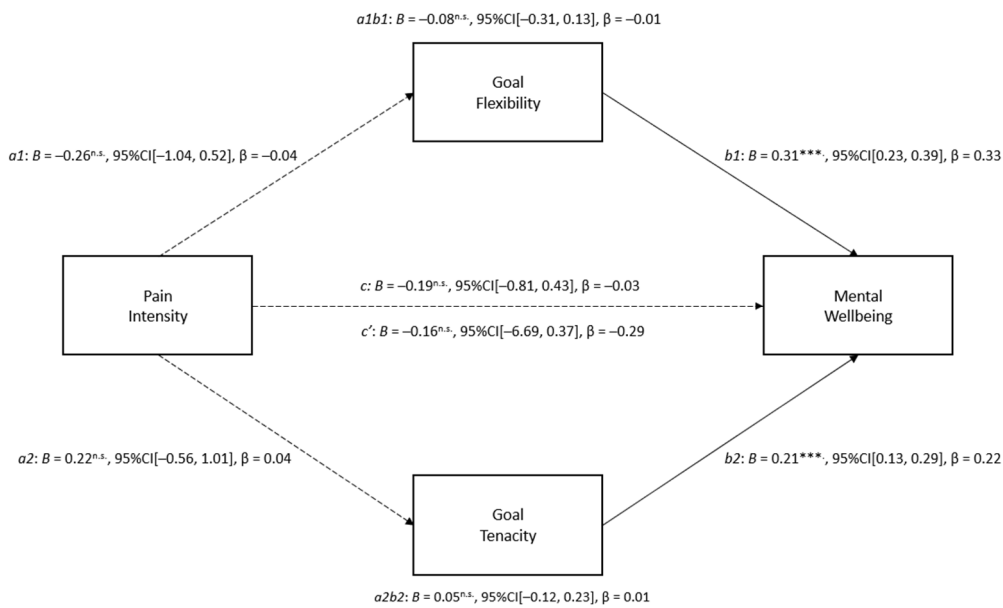 a1b1: B = –0.08n.s., 95%CI[–0.31, 0.13], β = –0.01
Goal
Flexibility
a1: B = –0.26n.s., 95%CI[–1.04, 0.52], β = –0.04
b1: B = 0.31***., 95%CI[0.23, 0.39], β = 0.33
Pain
Intensity
c: B = –0.19n.s., 95%CI[–0.81, 0.43], β = –0.03
c′: B = –0.16n.s., 95%CI[–6.69, 0.37], β = –0.29
Mental
Wellbeing
a2: B = 0.22n.s., 95%CI[–0.56, 1.01], β = 0.04
b2: B = 0.21***., 95%CI[0.13, 0.29], β = 0.22
Goal
Tenacity
a2b2: B = 0.05n.s., 95%CI[–0.12, 0.23], β = 0.01